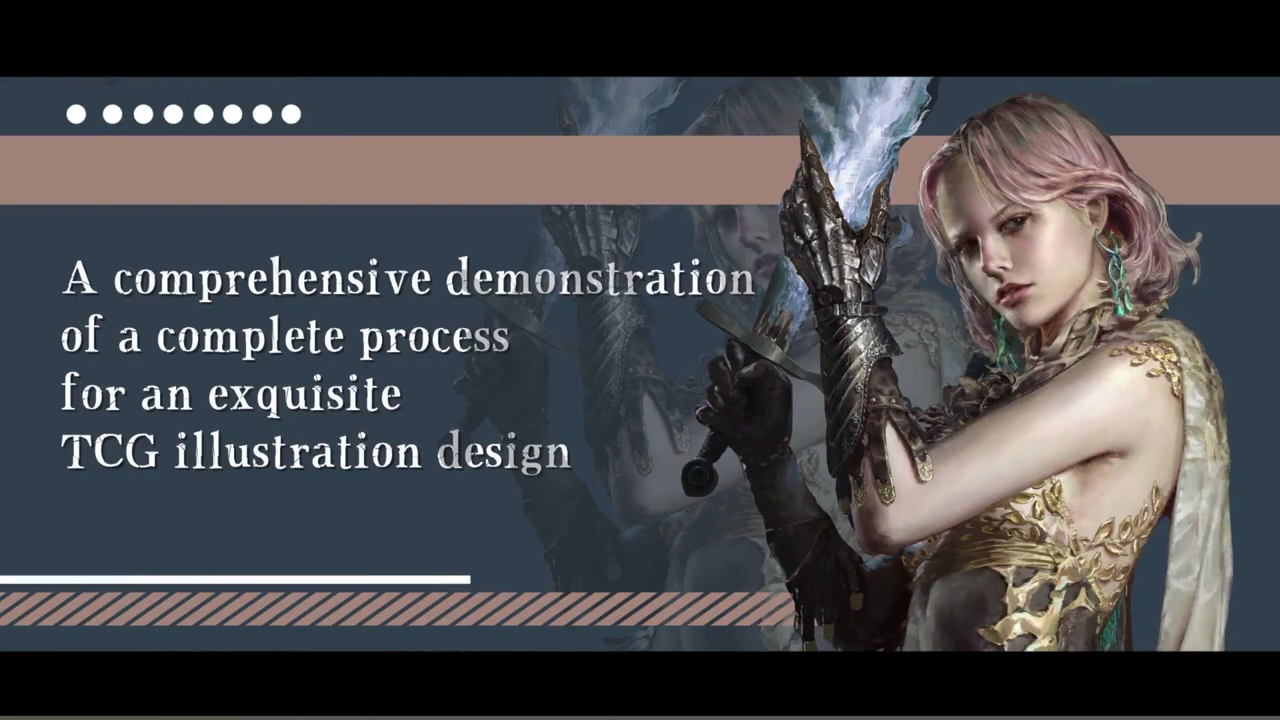 A comprehensive demonstration
of a complete process
for an exquisite
TCG illustration design